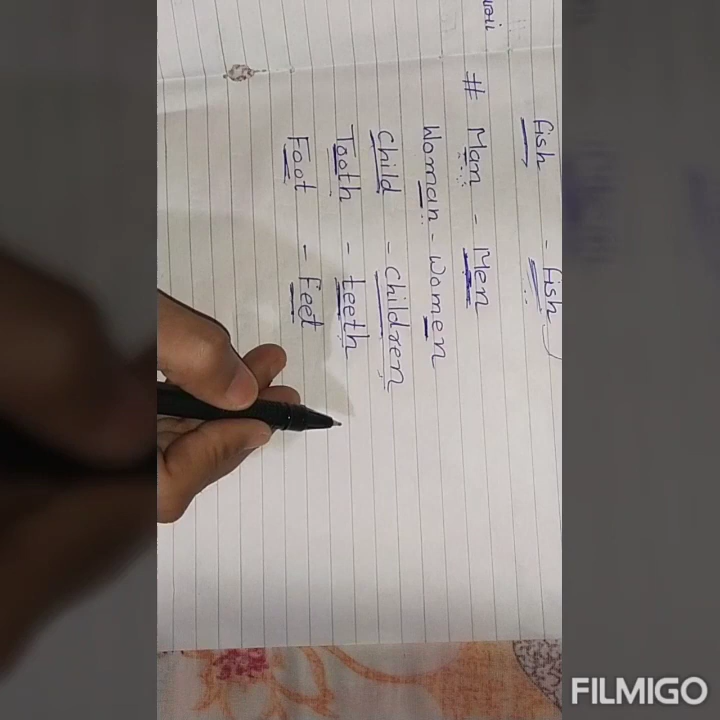 fish - fish
# Man - Men
Woman - Women
Child - Children
Tooth - teeth
Foot - Feet
FILMIGO